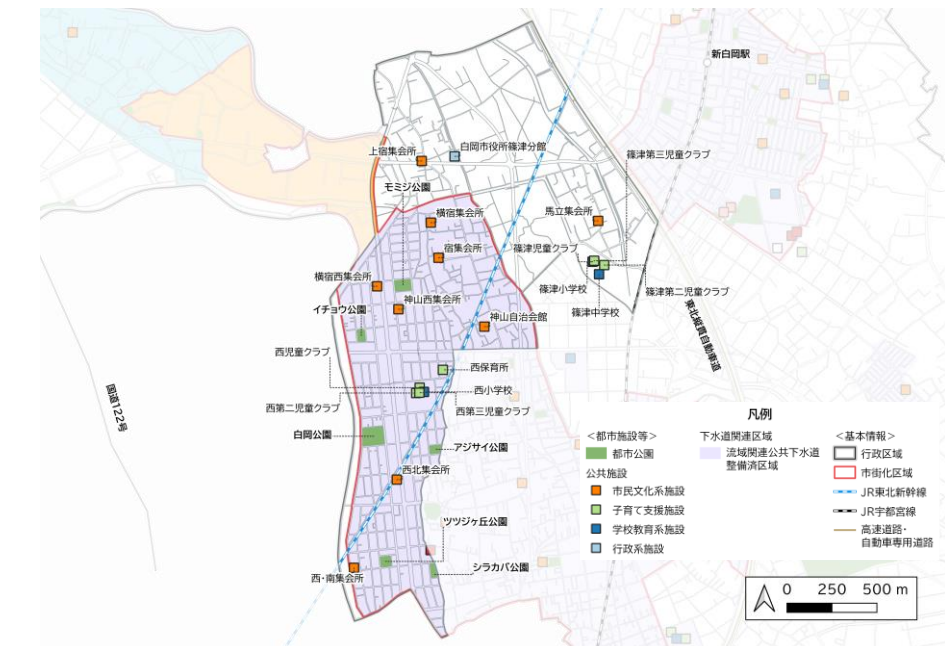 新白岡駅
上宿集会所
白岡市役所篠津分館
篠津第三児童クラブ
モミジ公園
横宿集会所
馬立集会所
宿集会所
篠津児童クラブ
横宿西集会所
篠津小学校
篠津第二児童クラブ
イチョウ公園
神山西集会所
神山自治会館
篠津中学校
東北縦貫自動車道
西児童クラブ
西保育所
西小学校
国道122号
西第二児童クラブ
西第三児童クラブ
白岡公園
アジサイ公園
西北集会所
ツツジヶ丘公園
シラカバ公園
西・南集会所
凡例
<都市施設等>
都市公園
公共施設
市民文化系施設
子育て支援施設
学校教育系施設
行政系施設
下水道関連区域
流域関連公共下水道
整備済区域
<基本情報>
行政区域
市街化区域
JR東北新幹線
JR宇都宮線
高速道路・
自動車専用道路
0 250 500 m